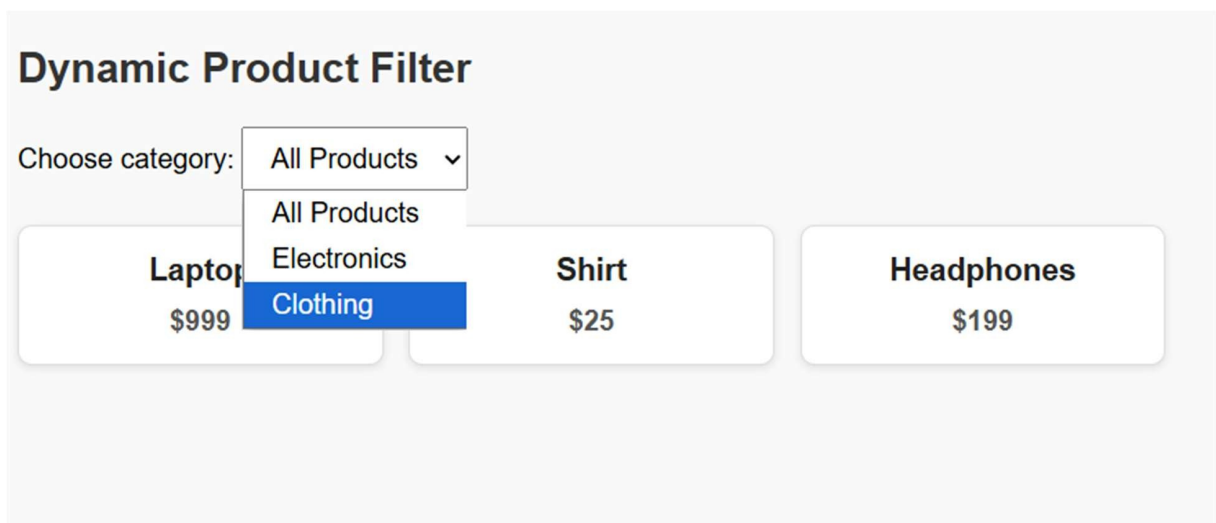 Dynamic Product Filter
Choose category: All Products
All Products
Electronics
Clothing
Shirt
Headphones
$999
$25
$199